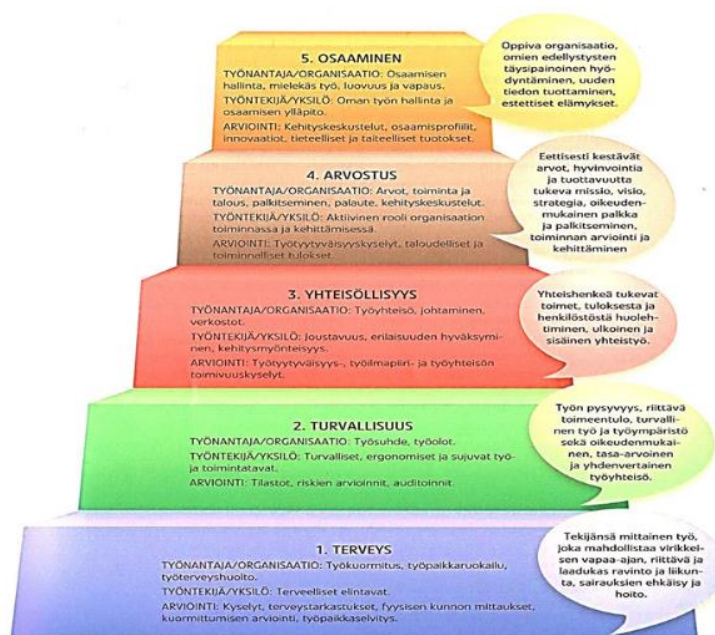 5. OSAAMINEN
TYÖNANTAJA/ORGANISAATIO: Osaamisen
hallinta, mielekäs työ, luovuus ja vapaus.
TYÖNTEKIJÄ/YKSILÖ: Oman työn hallinta ja
osaamisen ylläpito.
ARVIOINTI: Kehityskeskustelut, osaamisprofiilit,
innovaatiot, tieteelliset ja taiteelliset tuotokset.
Oppiva organisaatio,
omien edellytysten
täysipainoinen hyö-
dyntäminen, uuden
tiedon tuottaminen,
esteettiset elämykset.
4. ARVOSTUS
TYÖNANTAJA/ORGANISAATIO: Arvot, toiminta ja
talous, palkitseminen, palaute, kehityskeskustelut.
TYÖNTEKIJÄ/YKSILÖ: Aktiivinen rooli organisaation
toiminnassa ja kehittämisessä.
ARVIOINTI: Työtyytyväisyyskyselyt, taloudelliset ja
toiminnalliset tulokset.
Eettisesti kestävät
arvot, hyvinvointia
ja tuottavuutta
tukeva missio, visio,
strategia, oikeuden-
mukainen palkka
ja palkitseminen,
toiminnan arviointi ja
kehittäminen
3. YHTEISÖLLISYYS
TYÖNANTAJA/ORGANISAATIO: Työyhteisö, johtaminen,
verkostot.
TYÖNTEKIJÄ/YKSILÖ: Joustavuus, erilaisuuden hyväksymi-
nen, kehitysmyönteisyys.
ARVIOINTI: Työtyytyväisyys-, työilmapiiri- ja työyhteisön
toimivuuskyselyt.
Yhteishenkeä tukevat
toimet, tuloksesta ja
henkilöstöstä huoleh-
timinen, ulkoinen ja
sisäinen yhteistyö.
2. TURVALLISUUS
TYÖNANTAJA/ORGANISAATIO: Työsuhde, työolot.
TYÖNTEKIJÄ/YKSILÖ: Turvalliset, ergonomiset ja sujuvat työ-
ja toimintatavat.
ARVIOINTI: Tilastot, riskien arvioinnit, auditoinnit.
Työn pysyvyys, riittävä
toimeentulo, turvalli-
nen työ ja työympäristö
sekä oikeudenmukai-
nen, tasa-arvoinen
ja yhdenvertainen
työyhteisö.
1. TERVEYS
TYÖNANTAJA/ORGANISAATIO: Työkuormitus, työpaikkaruokailu,
työterveyshuolto.
TYÖNTEKIJÄ/YKSILÖ: Terveelliset elintavat.
ARVIOINTI: Kyselyt, terveystarkastukset, fyysisen kunnon mittaukset,
kuormittumisen arviointi, työpaikkaselvitys.
Tekijänsä mittainen työ,
joka mahdollistaa virikkei-
sen vapaa-ajan, riittävä ja
laadukas ravinto ja liikun-
ta, sairauksien ehkäisy ja
hoito.